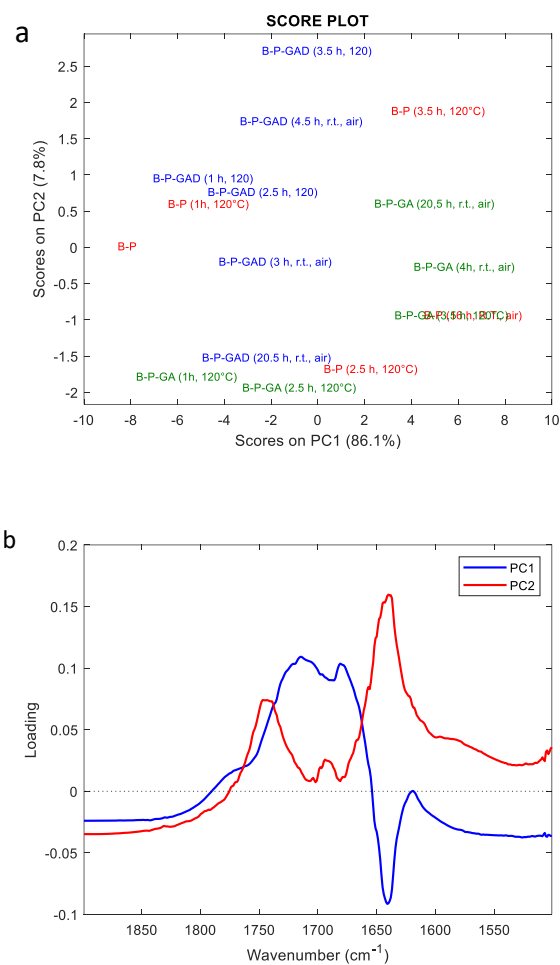 a
SCORE PLOT
B-P-GAD (3.5 h, 120)
B-P (3.5 h, 120°C)
B-P-GAD (4.5 h, r.t., air)
B-P-GAD (1 h, 120)
B-P-GAD (2.5 h, 120)
B-P (1h, 120°C)
B-P-GA (20,5 h, r.t., air)
B-P
B-P-GAD (3 h, r.t., air)
B-P-GA (4h, r.t., air)
B-P-GA (3.5 h, 120°C)
B-P-GAD (20.5 h, r.t., air)
B-P (2.5 h, 120°C)
B-P-GA (1h, 120°C)
B-P-GA (2.5 h, 120°C)
2.5
2
1.5
1
0.5
0
-0.5
-1
-1.5
-2
Scores on PC2 (7.8%)
-10 -8 -6 -4 -2 0 2 4 6 8 10
Scores on PC1 (86.1%)
b
0.2
0.15
0.1
0.05
0
-0.05
-0.1
Loading
PC1
PC2
1850 1800 1750 1700 1650 1600 1550
Wavenumber (cm⁻¹)